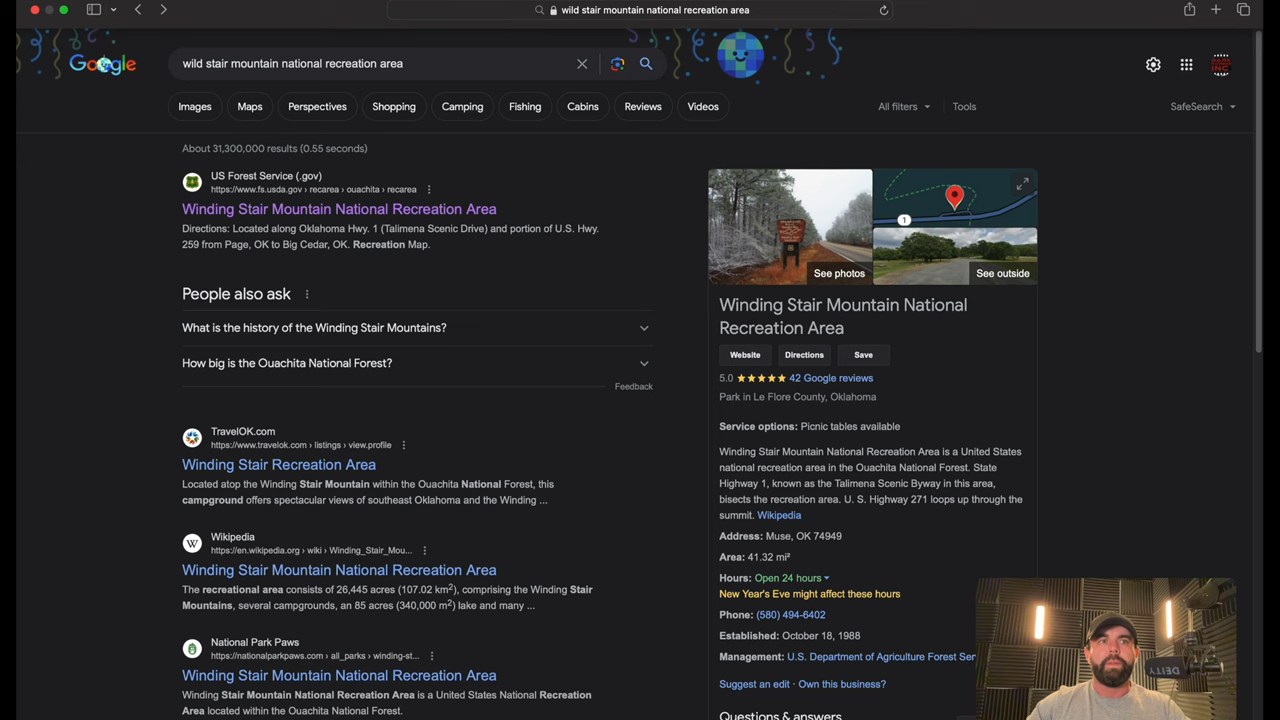 wild stair mountain national recreation area
Google
wild stair mountain national recreation area
Images
Maps
Perspectives
Shopping
Camping
Fishing
Cabins
Reviews
Videos
All filters
Tools
SafeSearch
About 31,300,000 results (0.55 seconds)
US Forest Service (.gov)
https://www.fs.usda.gov › recarea › ouachita › recarea
Winding Stair Mountain National Recreation Area
Directions: Located along Oklahoma Hwy. 1 (Talimena Scenic Drive) and portion of U.S. Hwy.
259 from Page, OK to Big Cedar, OK. Recreation Map.
People also ask
What is the history of the Winding Stair Mountains?
How big is the Ouachita National Forest?
Feedback
TravelOK.com
https://www.travelok.com › listings › view.profile
Winding Stair Recreation Area
Located atop the Winding Stair Mountain within the Ouachita National Forest, this
campground offers spectacular views of southeast Oklahoma and the Winding ...
W
Wikipedia
https://en.wikipedia.org › wiki › Winding_Stair_Mou...
Winding Stair Mountain National Recreation Area
The recreational area consists of 26,445 acres (107.02 km²), comprising the Winding Stair
Mountains, several campgrounds, an 85 acres (340,000 m²) lake and many ...
National Park Paws
https://nationalparkpaws.com › all_parks › winding-st...
Winding Stair Mountain National Recreation Area
Winding Stair Mountain National Recreation Area is a United States National Recreation
Area located within the Ouachita National Forest.
1
See photos
See outside
Winding Stair Mountain National
Recreation Area
Website
Directions
Save
5.0 ★★★★★ 42 Google reviews
Park in Le Flore County, Oklahoma
Service options: Picnic tables available
Winding Stair Mountain National Recreation Area is a United States
national recreation area in the Ouachita National Forest. State
Highway 1, known as the Talimena Scenic Byway in this area,
bisects the recreation area. U. S. Highway 271 loops up through the
summit. Wikipedia
Address: Muse, OK 74949
Area: 41.32 mi²
Hours: Open 24 hours
New Year's Eve might affect these hours
Phone: (580) 494-6402
Established: October 18, 1988
Management: U.S. Department of Agriculture Forest Ser
Suggest an edit · Own this business?
Questions & answers
DEITY